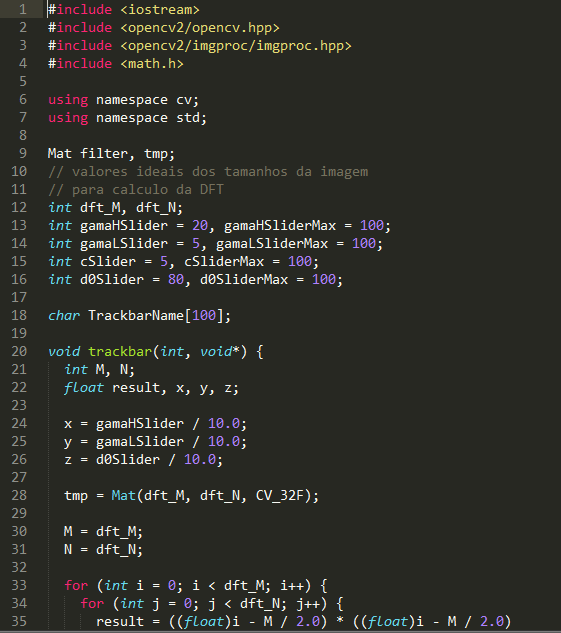 1 #include <iostream>
2 #include <opencv2/opencv.hpp>
3 #include <opencv2/imgproc/imgproc.hpp>
4 #include <math.h>
5
6 using namespace cv;
7 using namespace std;
8
9 Mat filter, tmp;
10 // valores ideais dos tamanhos da imagem
11 // para calculo da DFT
12 int dft_M, dft_N;
13 int gamaHSlider = 20, gamaHSliderMax = 100;
14 int gamaLSlider = 5, gamaLSliderMax = 100;
15 int cSlider = 5, cSliderMax = 100;
16 int d0Slider = 80, d0SliderMax = 100;
17
18 char TrackbarName[100];
19
20 void trackbar(int, void*) {
21   int M, N;
22   float result, x, y, z;
23
24   x = gamaHSlider / 10.0;
25   y = gamaLSlider / 10.0;
26   z = d0Slider / 10.0;
27
28   tmp = Mat(dft_M, dft_N, CV_32F);
29
30   M = dft_M;
31   N = dft_N;
32
33   for (int i = 0; i < dft_M; i++) {
34     for (int j = 0; j < dft_N; j++) {
35       result = ((float)i - M / 2.0) * ((float)i - M / 2.0)